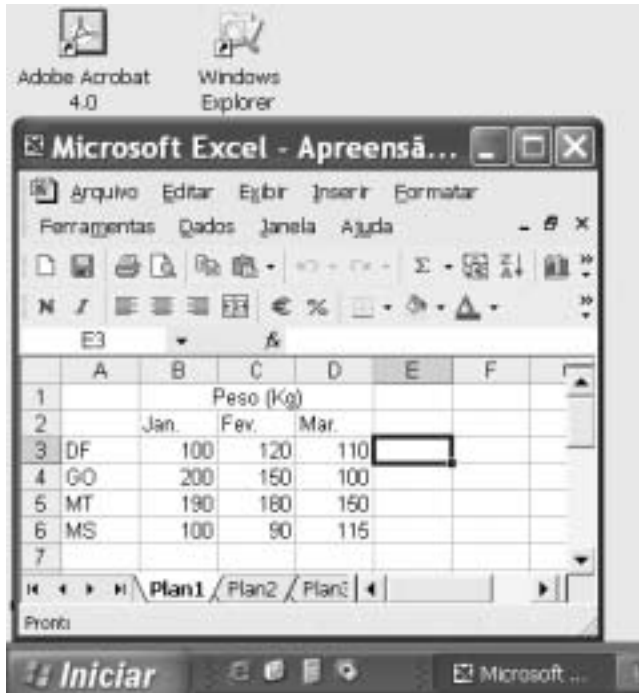 Adobe Acrobat 4.0
Windows Explorer
Microsoft Excel - Apreensã...
Arquivo Editar Exibir Inserir Formatar
Ferramentas Dados Janela Ajuda
N I € % A
E3 fx
A B C D E F
1 Peso (Kg)
2 Jan. Fev. Mar.
3 DF 100 120 110
4 GO 200 150 100
5 MT 190 180 150
6 MS 100 90 115
7
Plan1 Plan2 Plan3
Pronto
Iniciar Microsoft ...